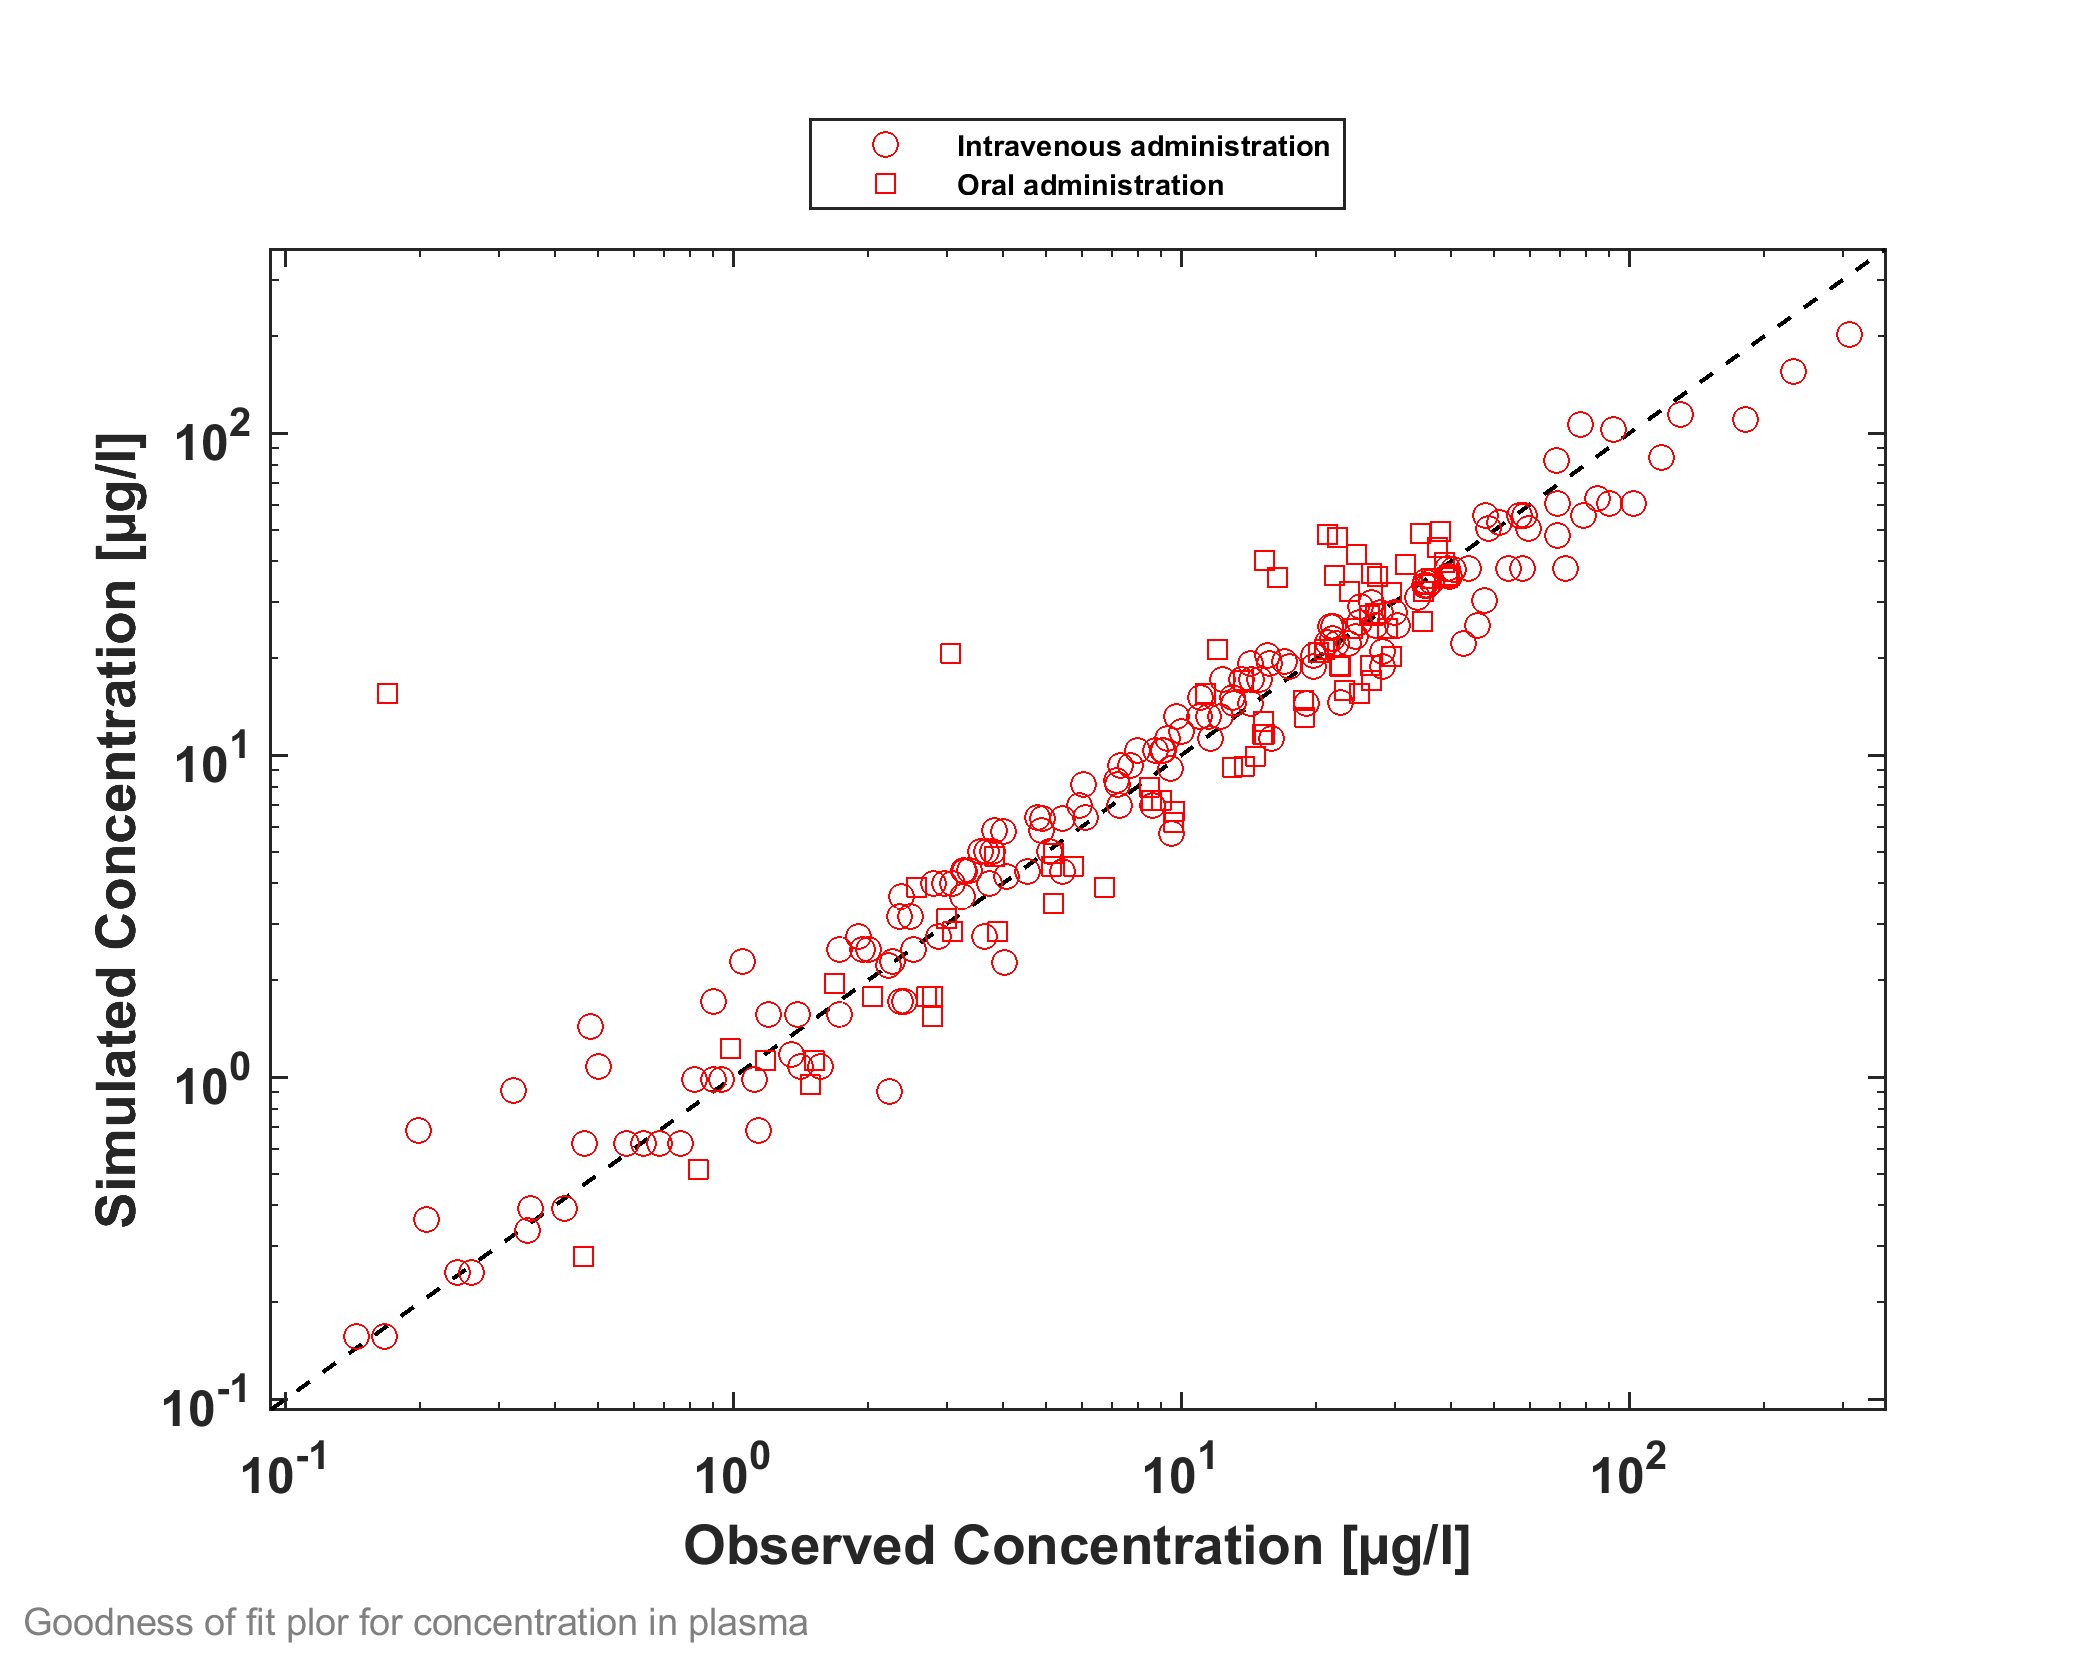 Intravenous administration
Oral administration
Simulated Concentration [µg/l]
10^2
10^1
10^0
10^-1
10^-1 10^0 10^1 10^2
Observed Concentration [µg/l]
Goodness of fit plor for concentration in plasma